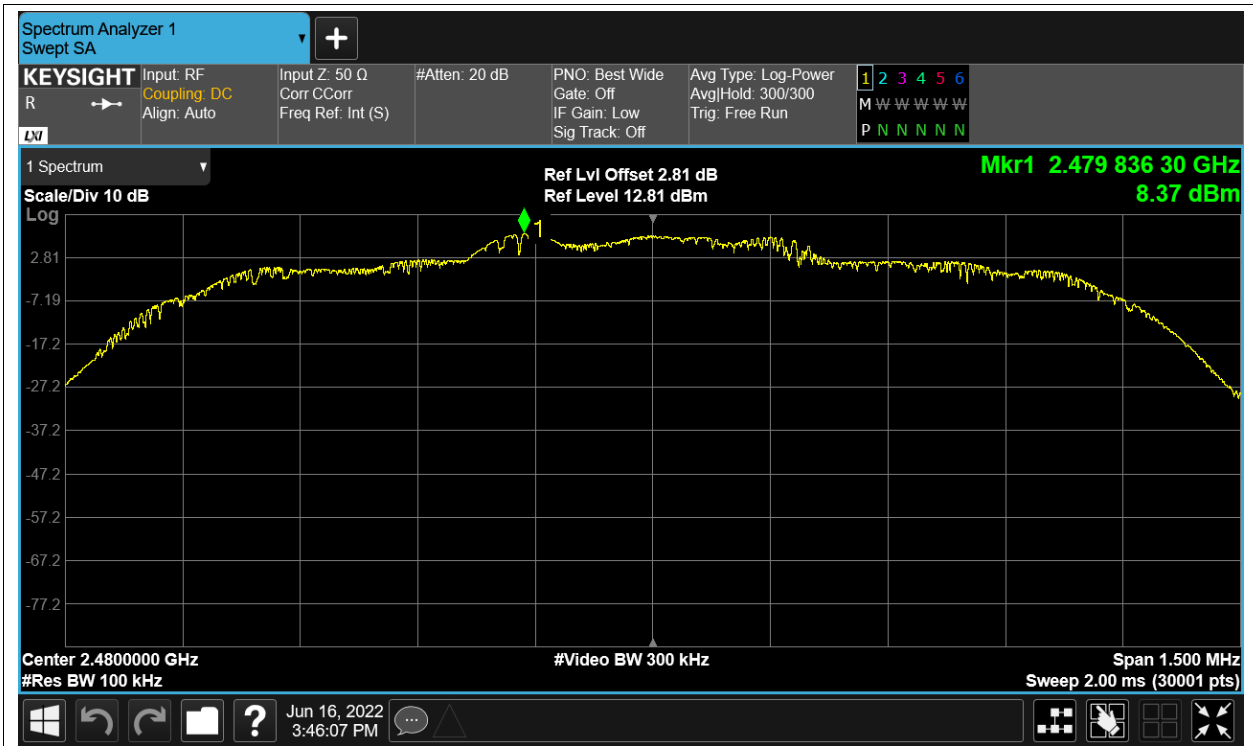 Spectrum Analyzer 1
Swept SA
KEYSIGHT
R
LXI
Input: RF
Coupling: DC
Align: Auto
Input Z: 50 Ω
Corr CCorr
Freq Ref: Int (S)
#Atten: 20 dB
PNO: Best Wide
Gate: Off
IF Gain: Low
Sig Track: Off
Avg Type: Log-Power
Avg|Hold: 300/300
Trig: Free Run
1 2 3 4 5 6
M W W W W W
P N N N N N
1 Spectrum
Scale/Div 10 dB
Log
Ref Lvl Offset 2.81 dB
Ref Level 12.81 dBm
Mkr1 2.479 836 30 GHz
8.37 dBm
1
2.81
-7.19
-17.2
-27.2
-37.2
-47.2
-57.2
-67.2
-77.2
Center 2.4800000 GHz
#Res BW 100 kHz
#Video BW 300 kHz
Span 1.500 MHz
Sweep 2.00 ms (30001 pts)
?
Jun 16, 2022
3:46:07 PM